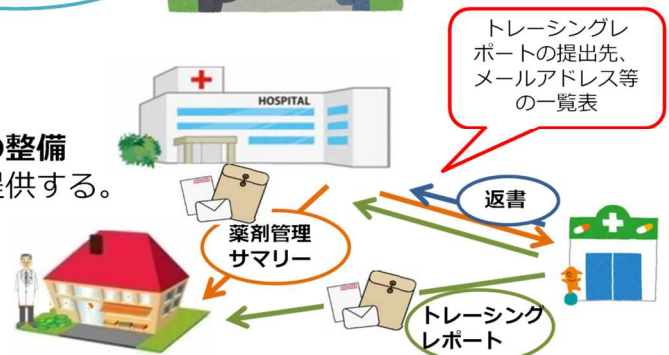 トレーシングレ
ポートの提出先、
メールアドレス等
の一覧表
HOSPITAL
の整備
提供する。
返書
薬剤管理
サマリー
トレーシング
レポート